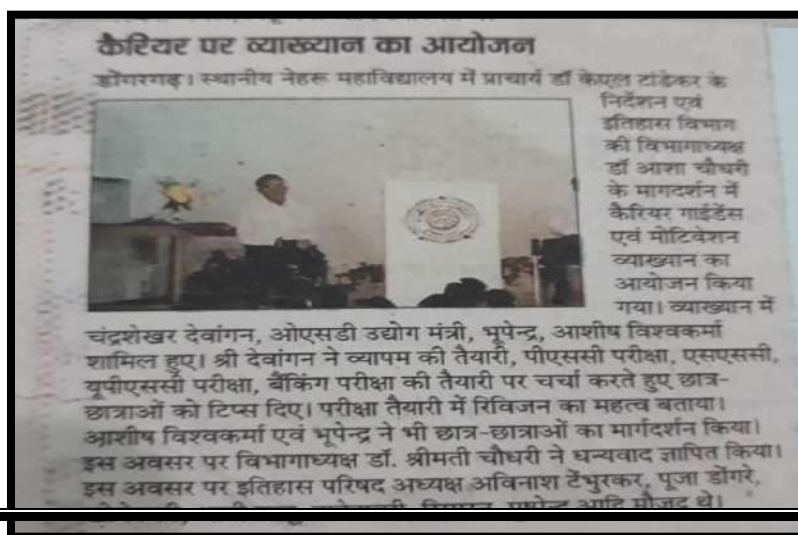 कैरियर पर व्याख्यान का आयोजन
डोंगरगढ़। स्थानीय नेहरू महाविद्यालय में प्राचार्य डॉ केएल टांडेकर के
निर्देशन एवं
इतिहास विभाग
की विभागाध्यक्ष
डॉ आशा चौधरी
के मागदर्शन में
कैरियर गाईडेंस
एवं मोटिवेशन
व्याख्यान का
आयोजन किया
गया। व्याख्यान में
चंद्रशेखर देवांगन, ओएसडी उद्योग मंत्री, भूपेन्द्र, आशीष विश्वकर्मा
शामिल हुए। श्री देवांगन ने व्यापम की तैयारी, पीएससी परीक्षा, एसएससी,
यूपीएससी परीक्षा, बैंकिंग परीक्षा की तैयारी पर चर्चा करते हुए छात्र-
छात्राओं को टिप्स दिए। परीक्षा तैयारी में रिविजन का महत्व बताया।
आशीष विश्वकर्मा एवं भूपेन्द्र ने भी छात्र-छात्राओं का मार्गदर्शन किया।
इस अवसर पर विभागाध्यक्ष डॉ. श्रीमती चौधरी ने धन्यवाद ज्ञापित किया।
इस अवसर पर इतिहास परिषद अध्यक्ष अविनाश टेंभुरकर, पूजा डोंगरे,
आदि मौजूद थे।